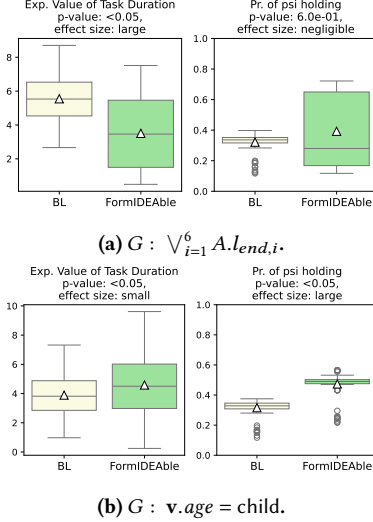 Exp. Value of Task Duration
p-value: <0.05,
effect size: large
Pr. of psi holding
p-value: 6.0e-01,
effect size: negligible
8
6
4
2
1.0
0.8
0.6
0.4
0.2
0.0
BL
FormIDEAble
BL
FormIDEAble
(a) G : ⋁⁶ᵢ₌₁ A.l_{end,i}.
Exp. Value of Task Duration
p-value: <0.05,
effect size: small
Pr. of psi holding
p-value: <0.05,
effect size: large
10
8
6
4
2
0
1.0
0.8
0.6
0.4
0.2
0.0
BL
FormIDEAble
BL
FormIDEAble
(b) G : v.age = child.